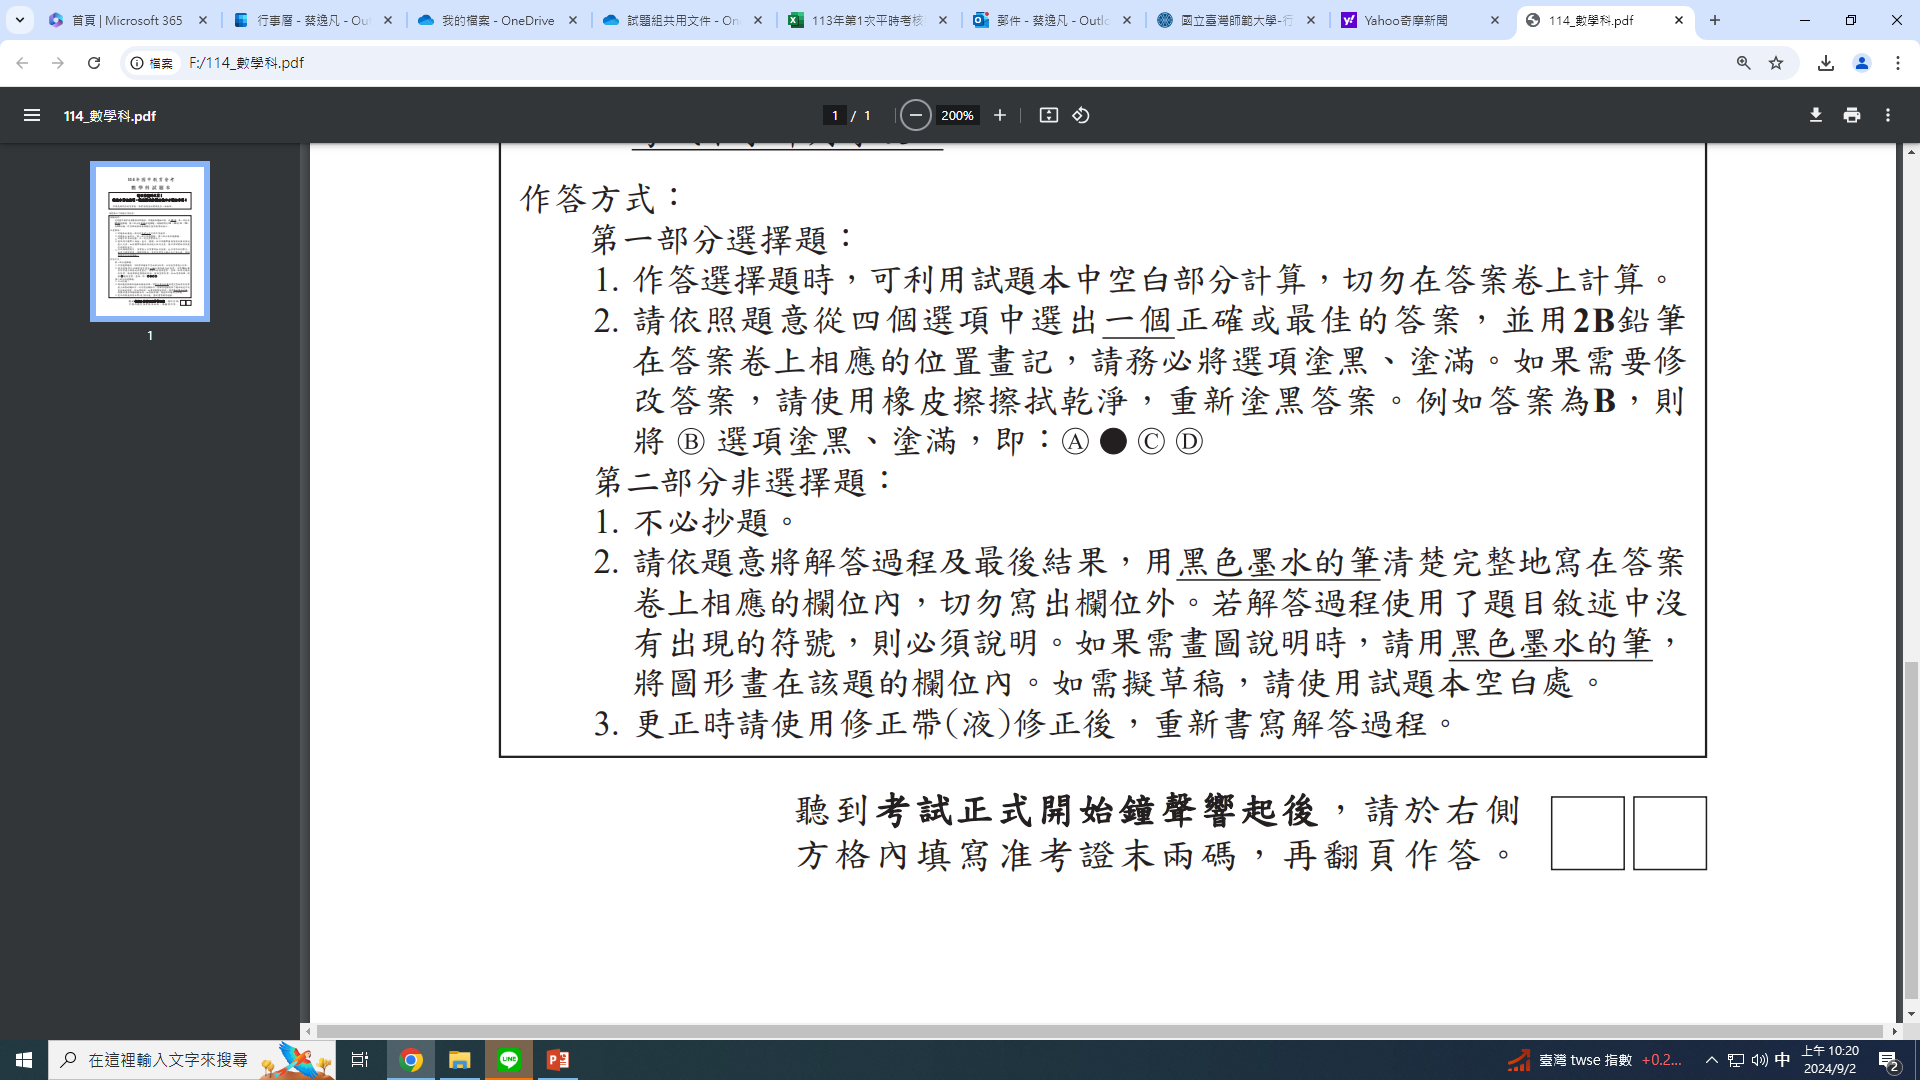 首頁 | Microsoft 365
行事曆 - 蔡逸凡 - Out
我的檔案 - OneDrive
試題組共用文件 - On
113年第1次平時考核
郵件 - 蔡逸凡 - Outlo
國立臺灣師範大學-行
Yahoo奇摩新聞
114_數學科.pdf
檔案
F:/114_數學科.pdf
114_數學科.pdf
1 / 1
200%
114年國中教育會考
數學科試題本
1
作答方式：
第一部分選擇題：
1. 作答選擇題時，可利用試題本中空白部分計算，切勿在答案卷上計算。
2. 請依照題意從四個選項中選出一個正確或最佳的答案，並用2B鉛筆
在答案卷上相應的位置畫記，請務必將選項塗黑、塗滿。如果需要修
改答案，請使用橡皮擦擦拭乾淨，重新塗黑答案。例如答案為B，則
將 Ⓑ 選項塗黑、塗滿，即：Ⓐ ● Ⓒ Ⓓ
第二部分非選擇題：
1. 不必抄題。
2. 請依題意將解答過程及最後結果，用黑色墨水的筆清楚完整地寫在答案
卷上相應的欄位內，切勿寫出欄位外。若解答過程使用了題目敘述中沒
有出現的符號，則必須說明。如果需畫圖說明時，請用黑色墨水的筆，
將圖形畫在該題的欄位內。如需擬草稿，請使用試題本空白處。
3. 更正時請使用修正帶(液)修正後，重新書寫解答過程。
聽到考試正式開始鐘聲響起後，請於右側
方格內填寫准考證末兩碼，再翻頁作答。
在這裡輸入文字來搜尋
臺灣 twse 指數 +0.2...
中
上午 10:20
2024/9/2
2